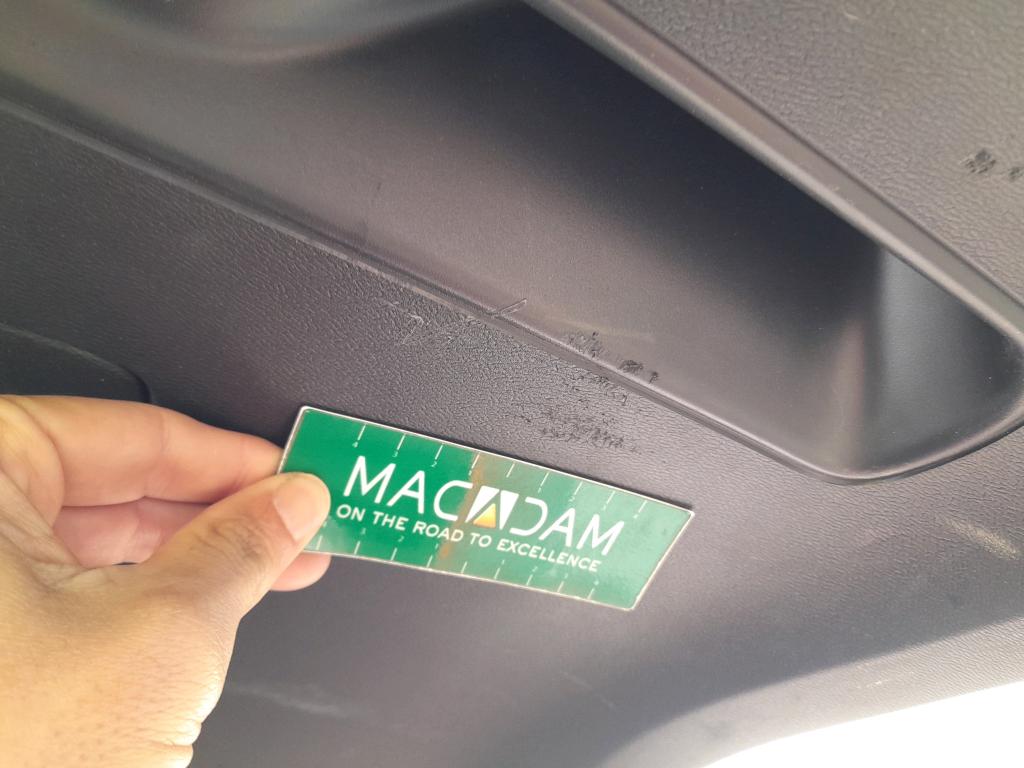 MACADAM
ON THE ROAD TO EXCELLENCE